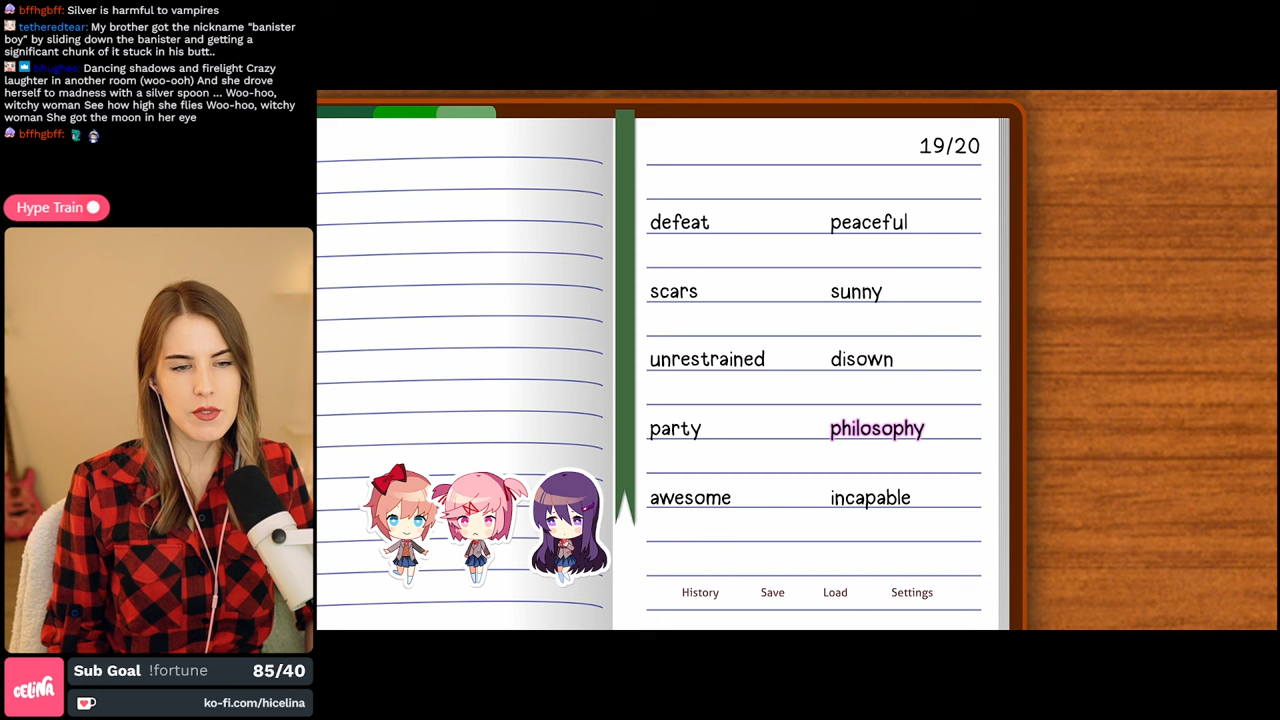 bffhgbff: Silver is harmful to vampires
tetheredtear: My brother got the nickname "banister
boy" by sliding down the banister and getting a
significant chunk of it stuck in his butt..
bhughes: Dancing shadows and firelight Crazy
laughter in another room (woo-ooh) And she drove
herself to madness with a silver spoon ... Woo-hoo,
witchy woman See how high she flies Woo-hoo, witchy
woman She got the moon in her eye
bffhgbff:
Hype Train
19/20
defeat peaceful
scars sunny
unrestrained disown
party philosophy
awesome incapable
History Save Load Settings
CELINA
Sub Goal !fortune 85/40
ko-fi.com/hicelina